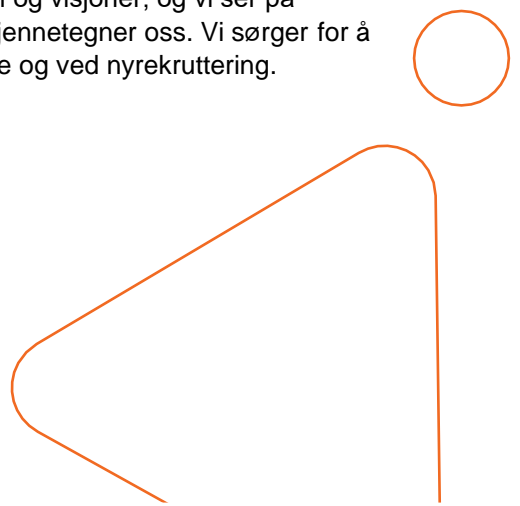 og visjoner, og vi ser på
jennetegner oss. Vi sørger for å
e og ved nyrekruttering.